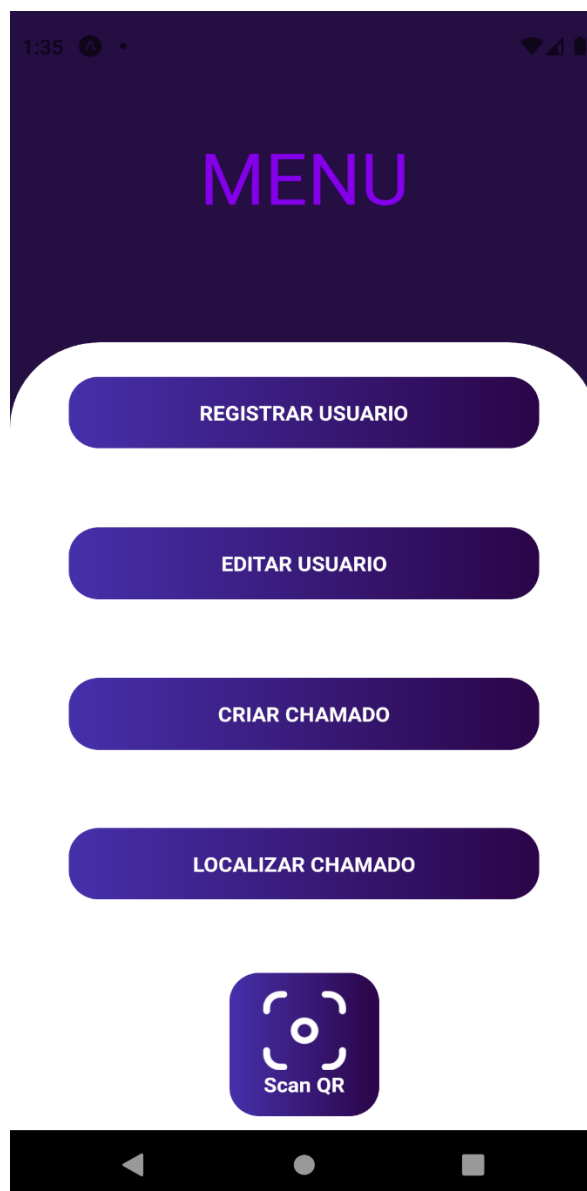 1:35
MENU
REGISTRAR USUARIO
EDITAR USUARIO
CRIAR CHAMADO
LOCALIZAR CHAMADO
Scan QR